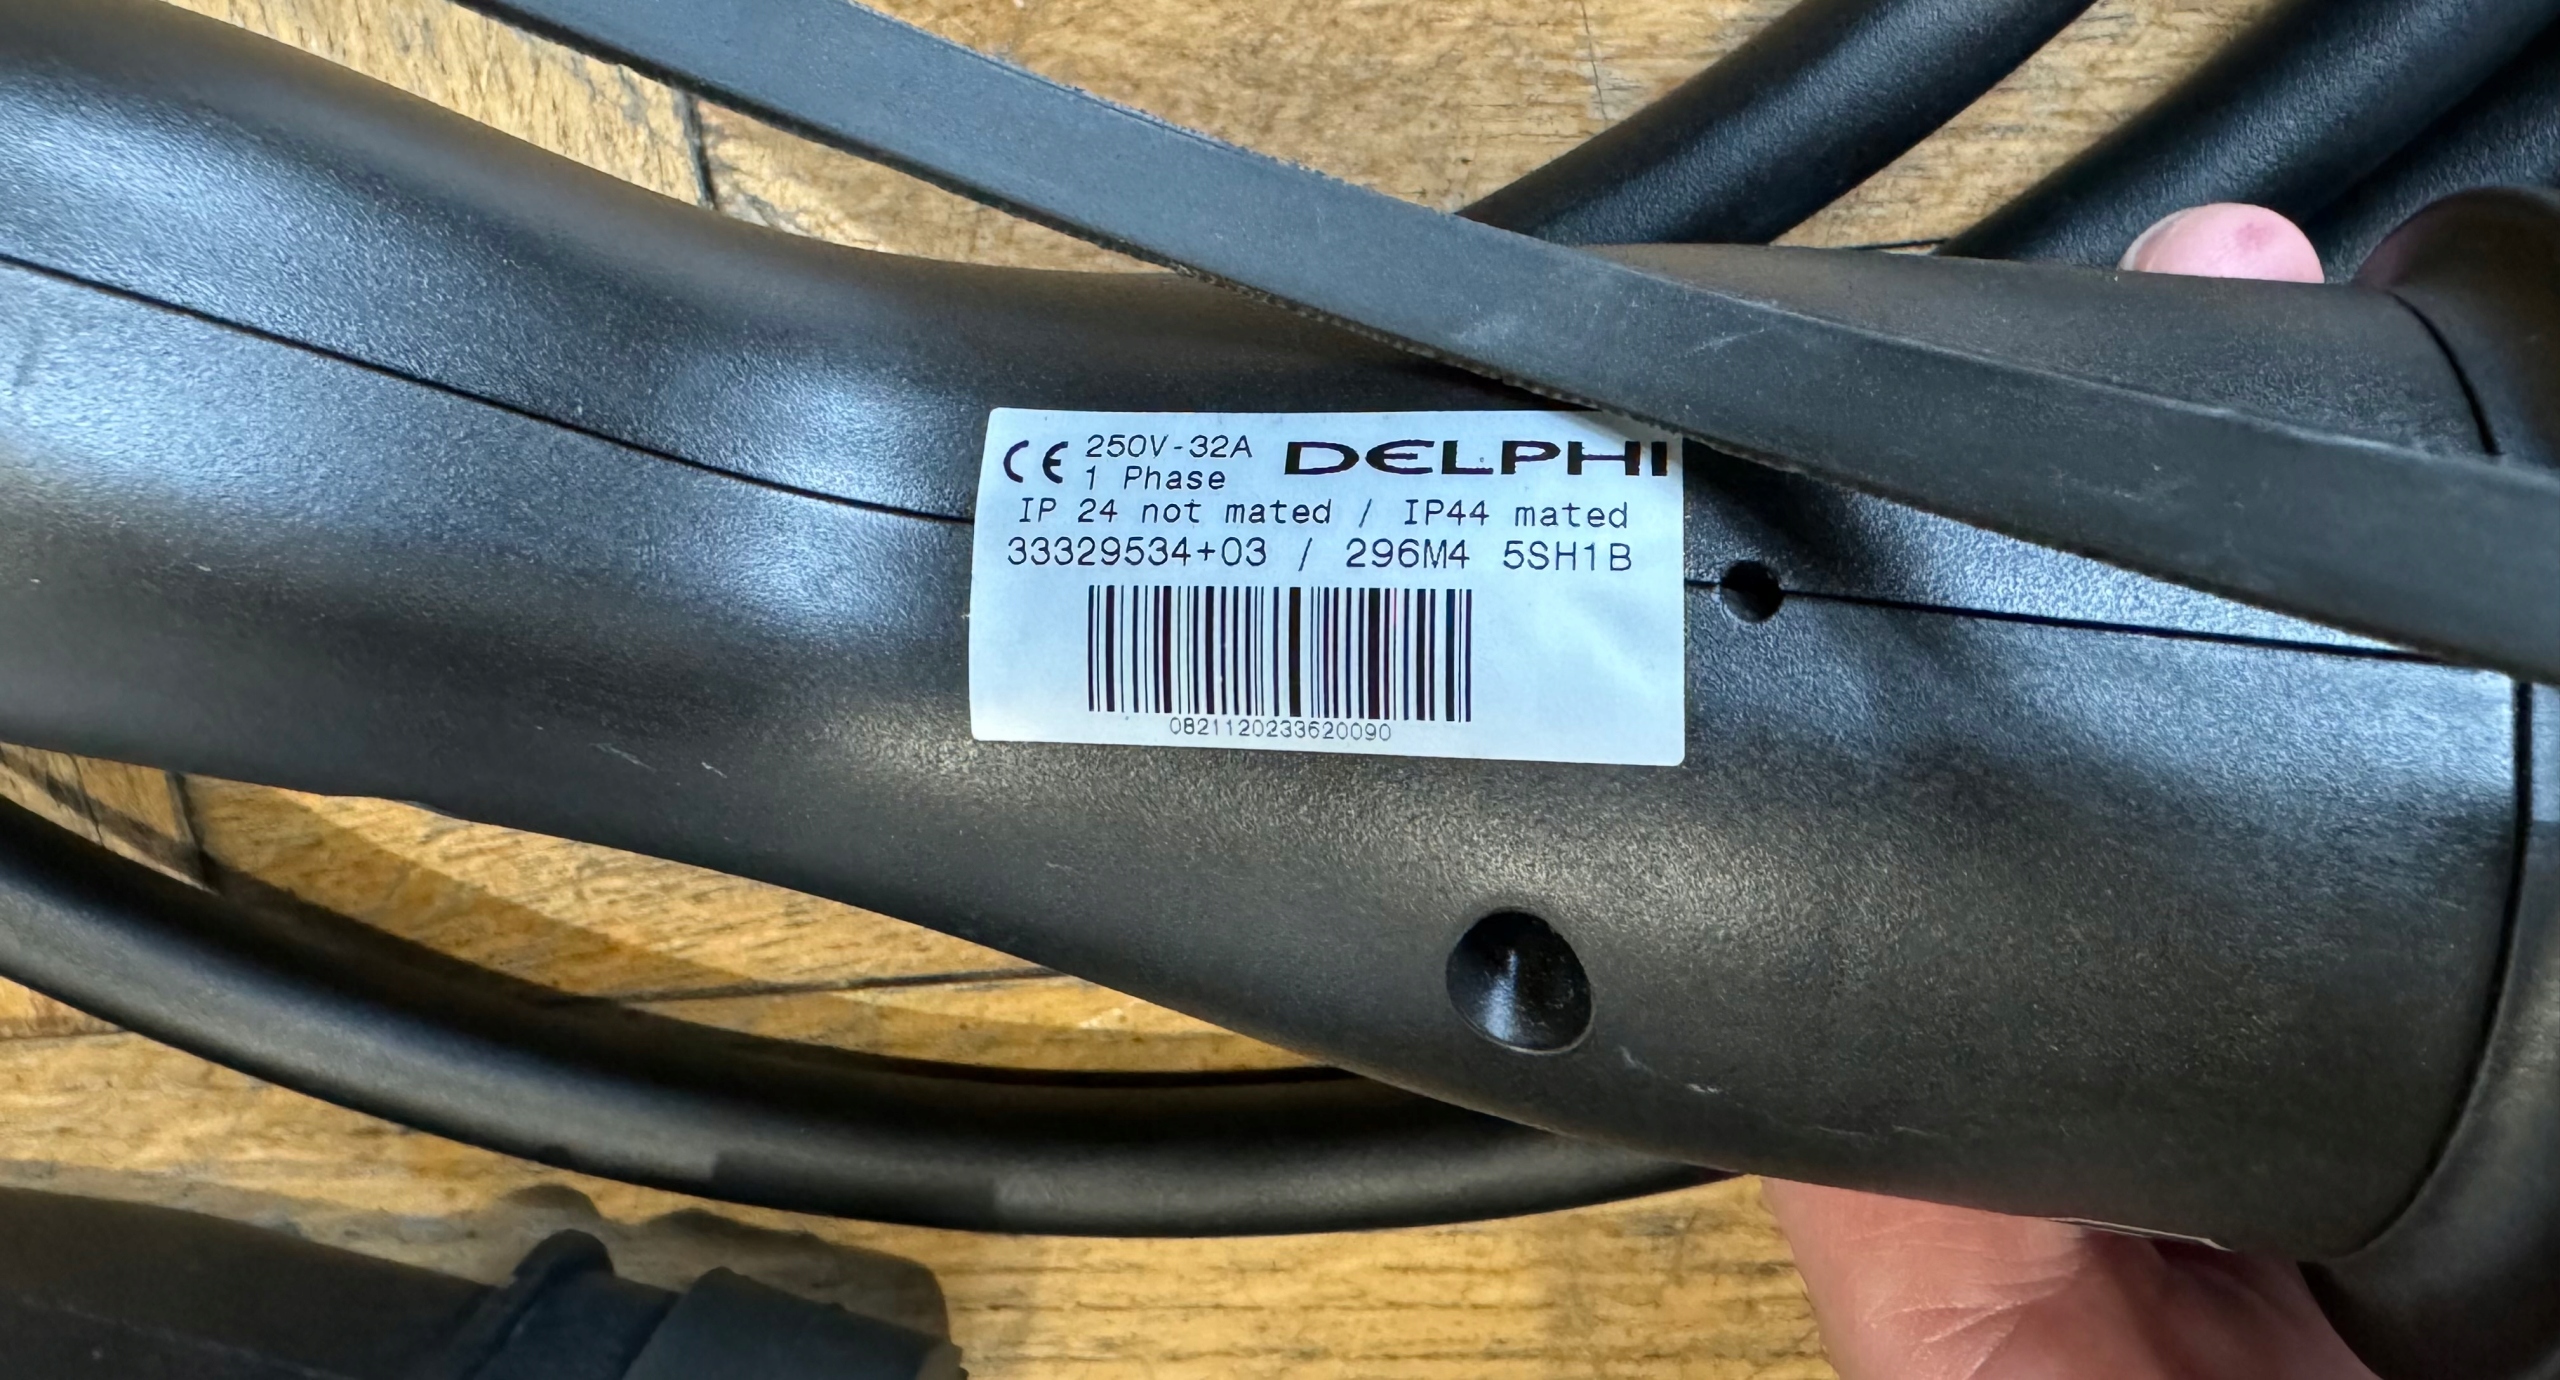 CE 250V-32A DELPHI
1 Phase
IP 24 not mated / IP44 mated
33329534+03 / 296M4 5SH1B
0821120233620090